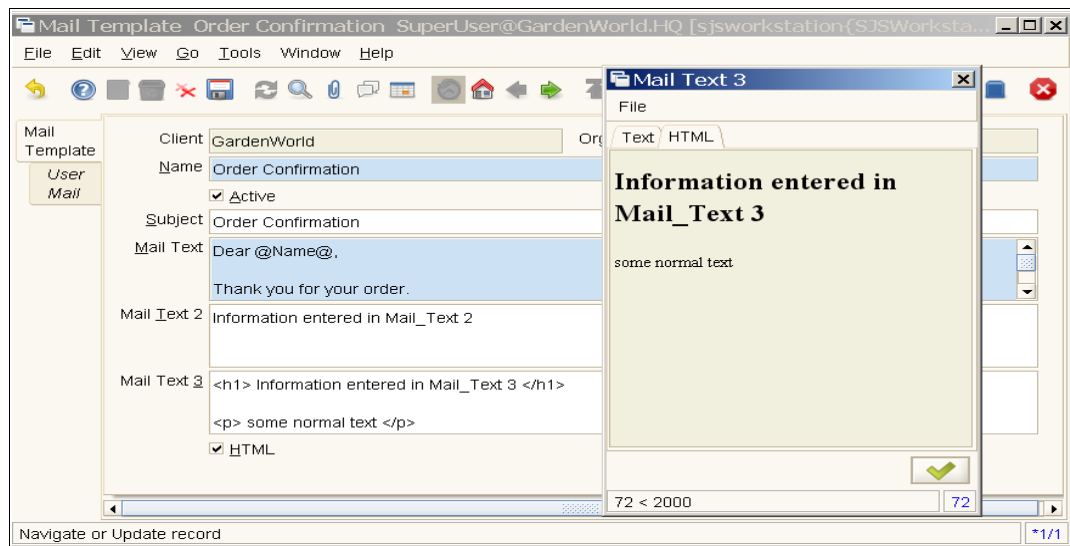 Mail Template Order Confirmation SuperUser@GardenWorld.HQ [sjsworkstation{SJSWorksta...
File Edit View Go Tools Window Help
Mail Text 3
File
Text HTML
Information entered in
Mail_Text 3
some normal text
72 < 2000 72
Mail
Template
User
Mail
Client GardenWorld Org
Name Order Confirmation
Active
Subject Order Confirmation
Mail Text Dear @Name@,
Thank you for your order.
Mail Text 2 Information entered in Mail_Text 2
Mail Text 3 <h1> Information entered in Mail_Text 3 </h1>
<p> some normal text </p>
HTML
Navigate or Update record *1/1